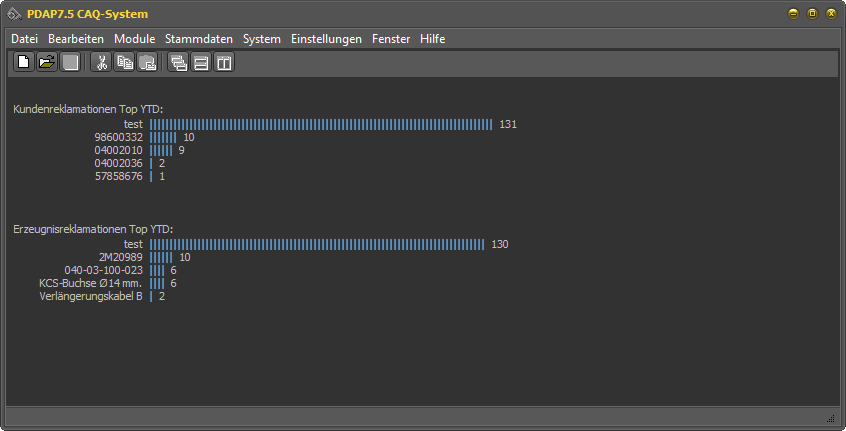 PDAP7.5 CAQ-System
Datei Bearbeiten Module Stammdaten System Einstellungen Fenster Hilfe
Kundenreklamationen Top YTD:
test 131
98600332 10
04002010 9
04002036 2
57858676 1
Erzeugnisreklamationen Top YTD:
test 130
2M20989 10
040-03-100-023 6
KCS-Buchse Ø14 mm. 6
Verlängerungskabel B 2